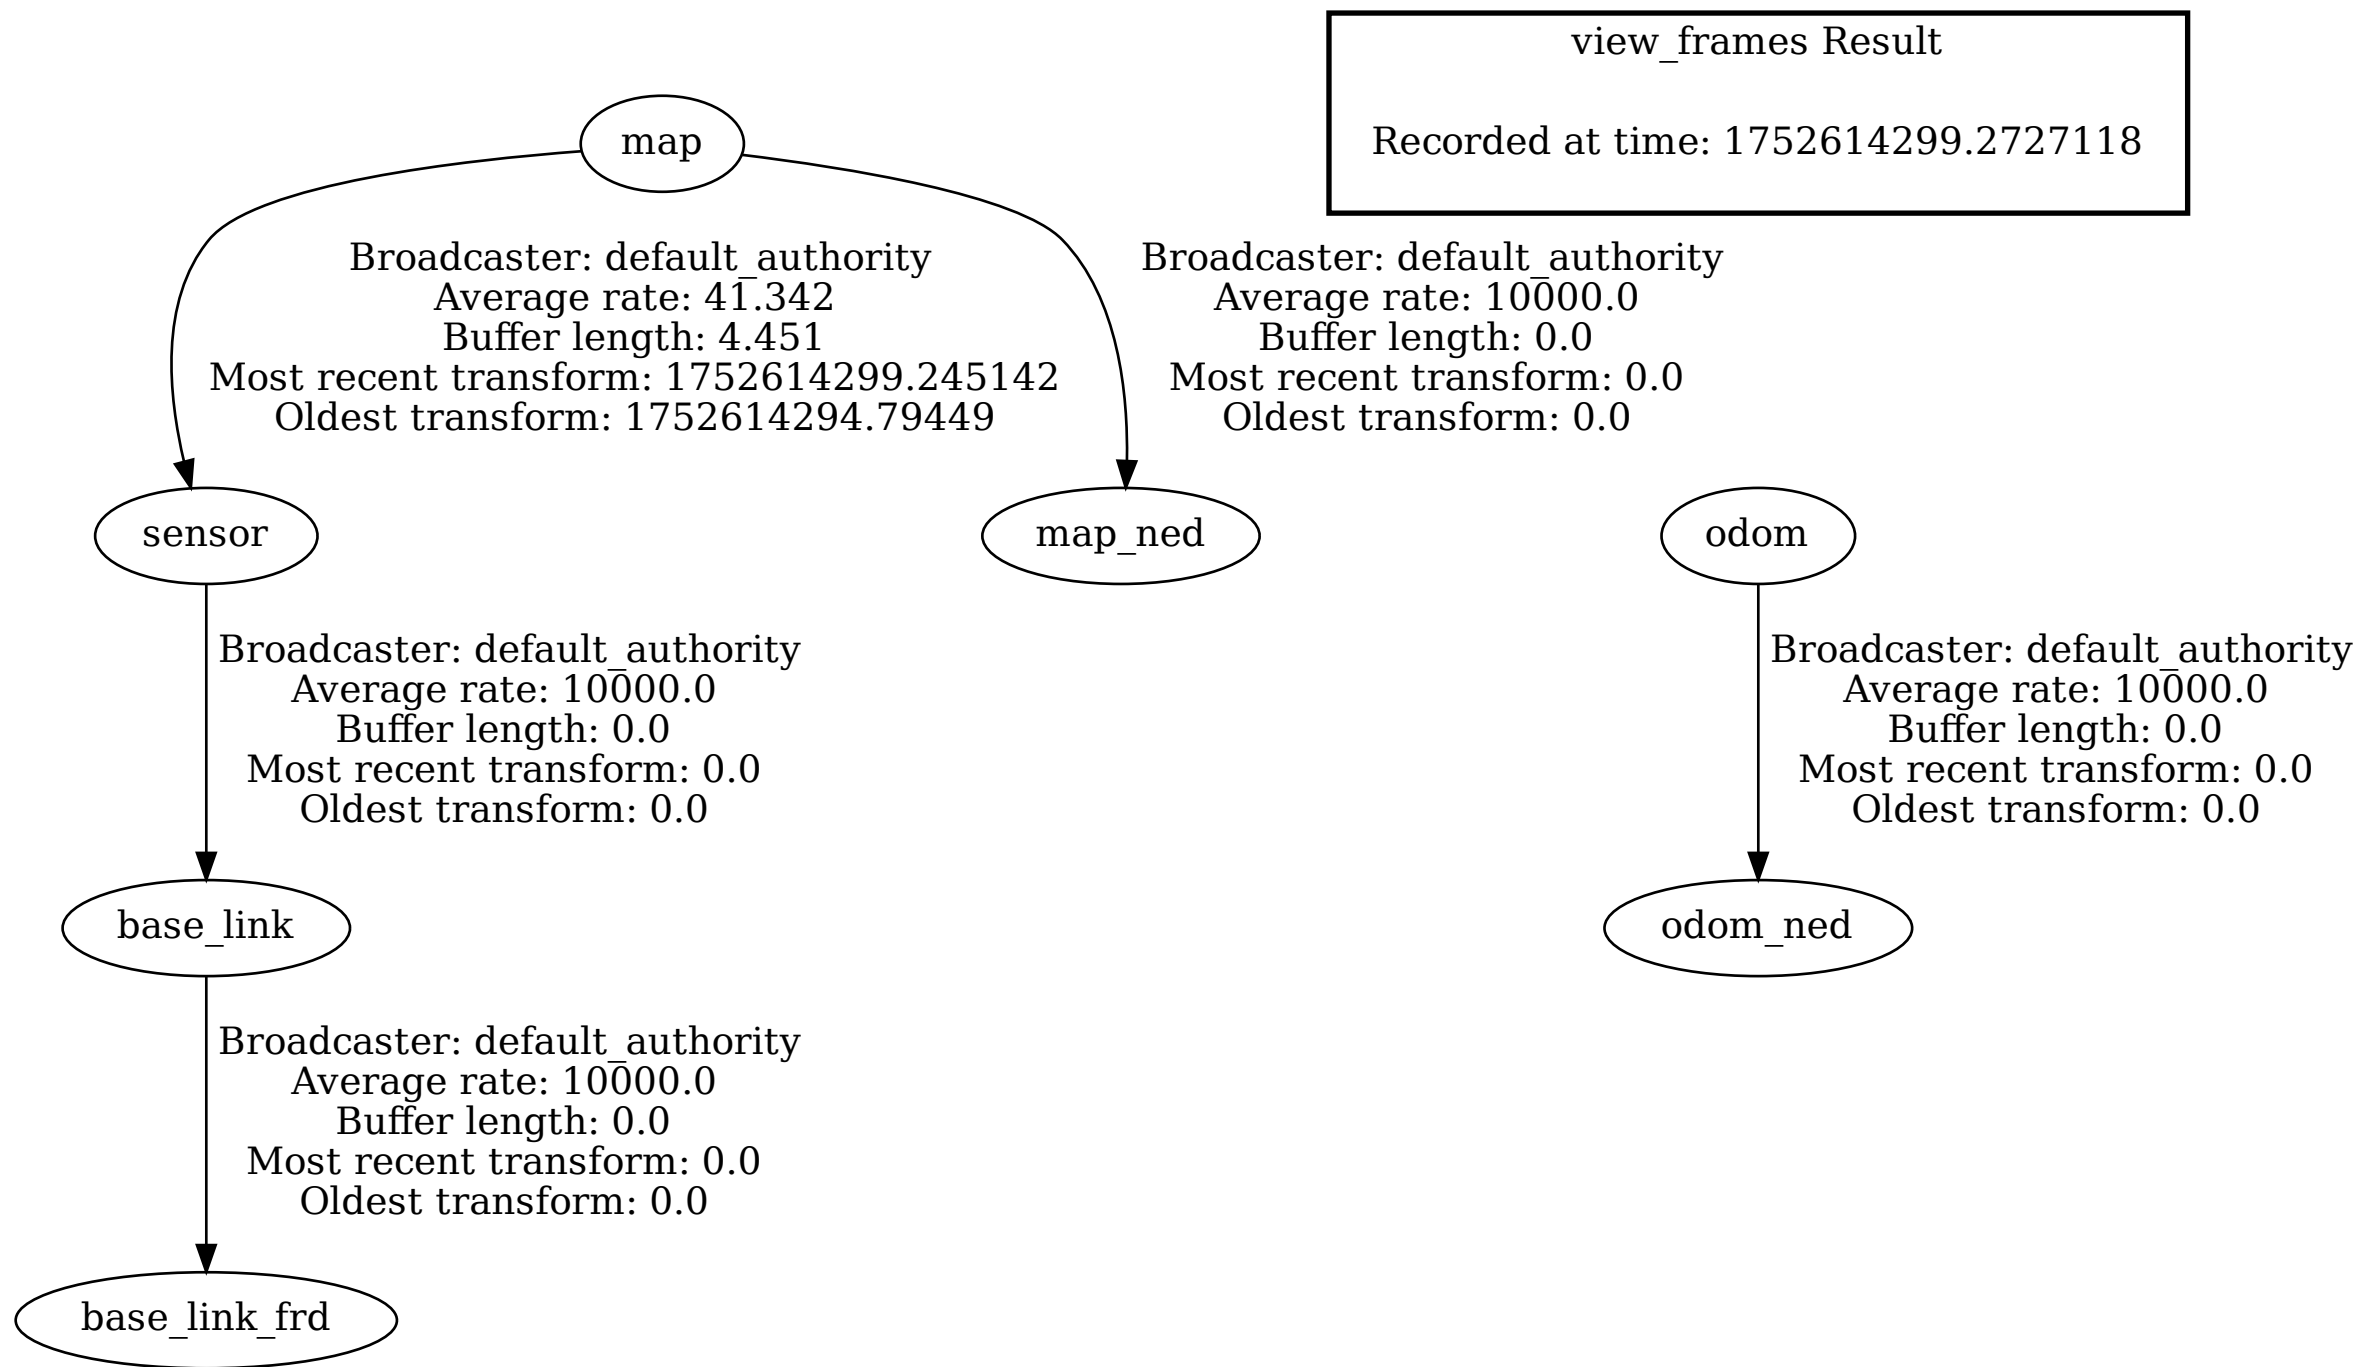 view_frames Result
Recorded at time: 1752614299.2727118
map
Broadcaster: default_authority
Average rate: 41.342
Buffer length: 4.451
Most recent transform: 1752614299.245142
Oldest transform: 1752614294.79449
Broadcaster: default_authority
Average rate: 10000.0
Buffer length: 0.0
Most recent transform: 0.0
Oldest transform: 0.0
sensor
map_ned
odom
Broadcaster: default_authority
Average rate: 10000.0
Buffer length: 0.0
Most recent transform: 0.0
Oldest transform: 0.0
Broadcaster: default_authority
Average rate: 10000.0
Buffer length: 0.0
Most recent transform: 0.0
Oldest transform: 0.0
base_link
odom_ned
Broadcaster: default_authority
Average rate: 10000.0
Buffer length: 0.0
Most recent transform: 0.0
Oldest transform: 0.0
base_link_frd